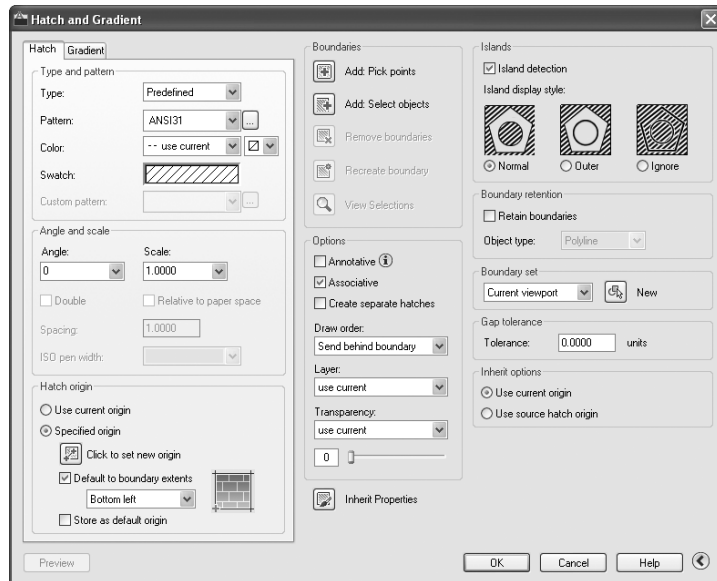 Hatch and Gradient
Hatch
Gradient
Type and pattern
Type:
Predefined
Pattern:
ANSI31
...
Color:
-- use current
Swatch:
Custom pattern:
...
Angle and scale
Angle:
Scale:
0
1.0000
Double
Relative to paper space
Spacing:
1.0000
ISO pen width:
Hatch origin
Use current origin
Specified origin
Click to set new origin
Default to boundary extents
Bottom left
Store as default origin
Boundaries
Add: Pick points
Add: Select objects
Remove boundaries
Recreate boundary
View Selections
Options
Annotative
Associative
Create separate hatches
Draw order:
Send behind boundary
Layer:
use current
Transparency:
use current
0
Inherit Properties
Islands
Island detection
Island display style:
Normal
Outer
Ignore
Boundary retention
Retain boundaries
Object type:
Polyline
Boundary set
Current viewport
New
Gap tolerance
Tolerance:
0.0000
units
Inherit options
Use current origin
Use source hatch origin
Preview
OK
Cancel
Help